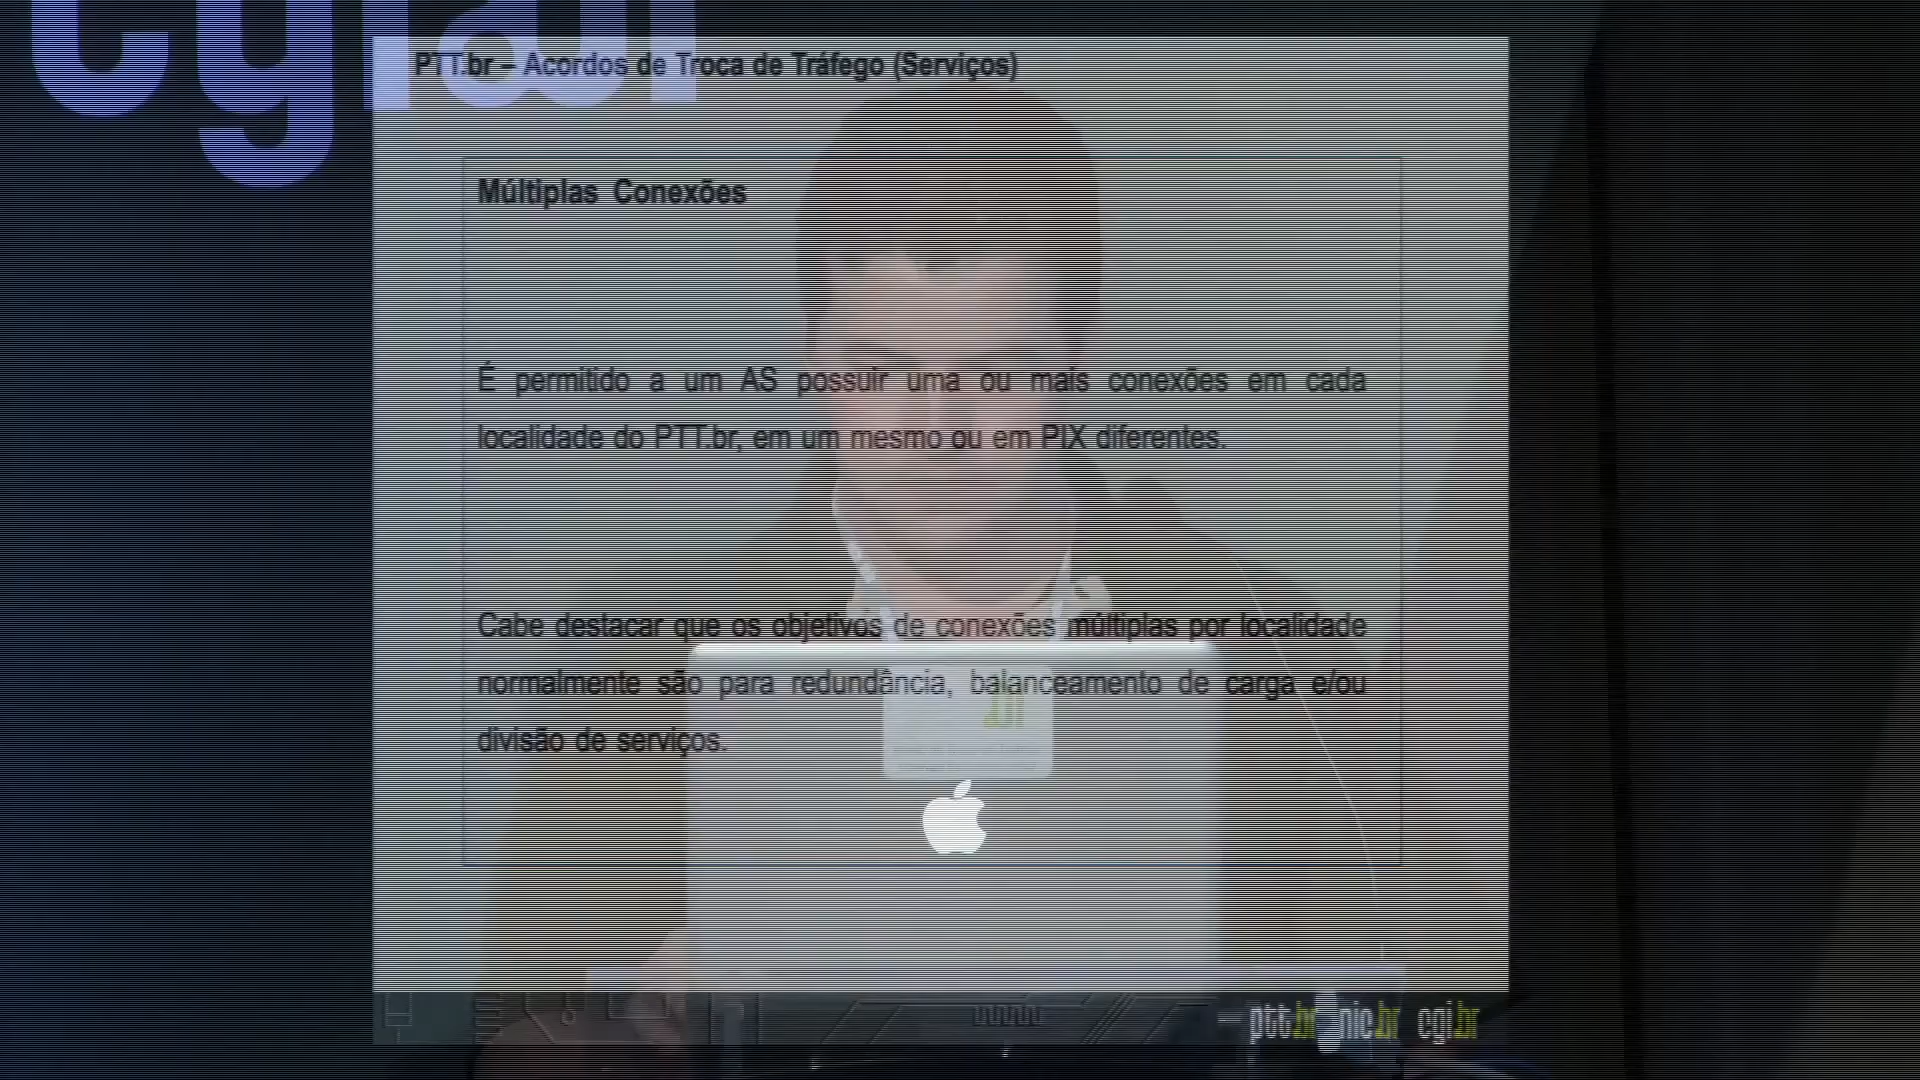 cgi.br
PTT.br – Acordos de Troca de Tráfego (Serviços)
Múltiplas Conexões
É permitido a um AS possuir uma ou mais conexões em cada
localidade do PTT.br, em um mesmo ou em PIX diferentes.
Cabe destacar que os objetivos de conexões múltiplas por localidade
normalmente são para redundância, balanceamento de carga e/ou
divisão de serviços.
ptt.br nic.br cgi.br